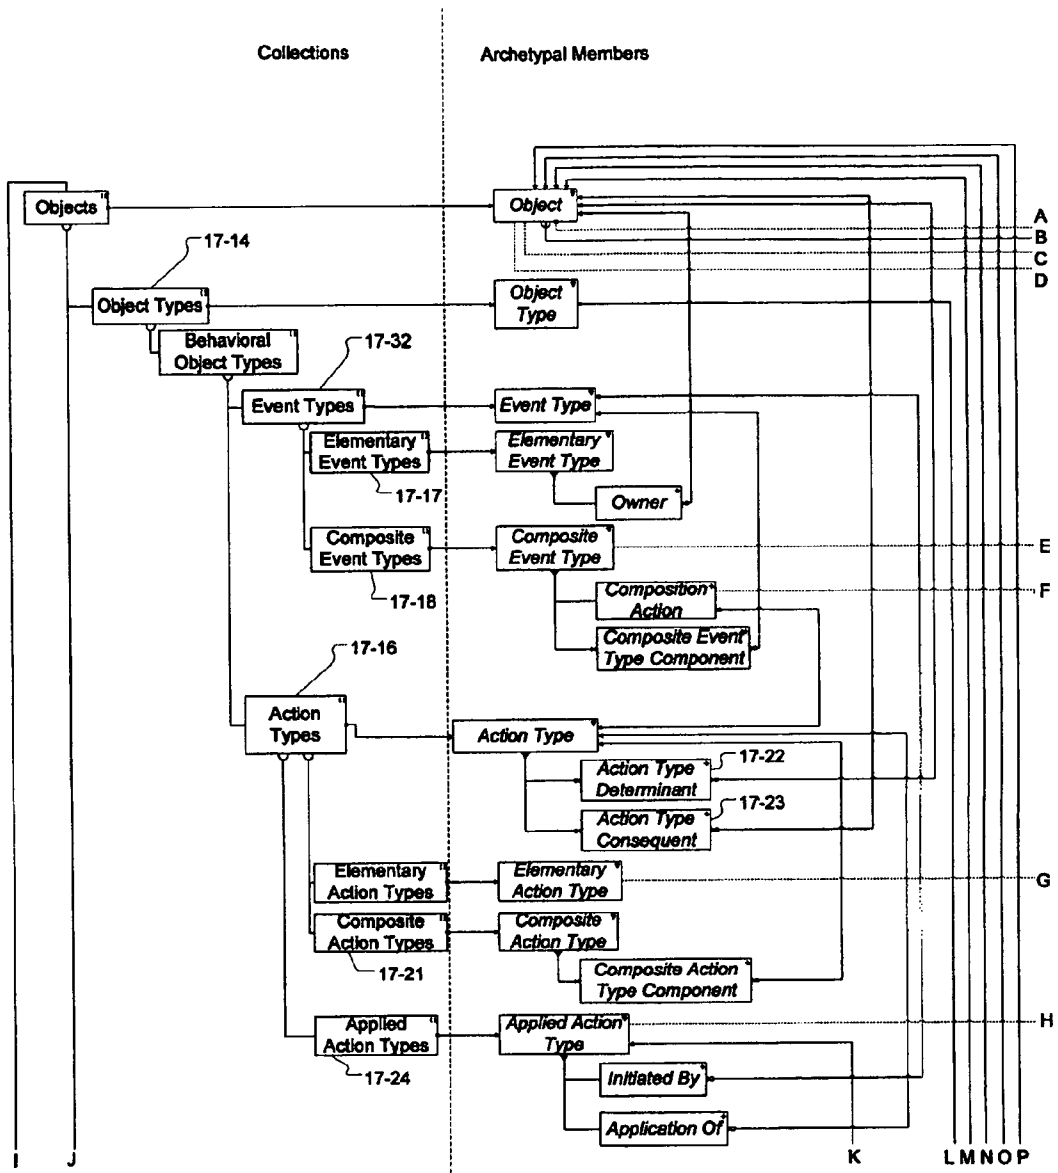 Collections
Archetypal Members
Objects
Object
A
B
C
D
17-14
Object Types
Object
Type
Behavioral
Object Types
17-32
Event Types
Event Type
Elementary
Event Types
Elementary
Event Type
17-17
Owner
Composite
Event Types
Composite
Event Type
E
17-18
Composition
Action
F
Composite Event
Type Component
17-16
Action
Types
Action Type
Action Type
Determinant
17-22
Action Type
Consequent
17-23
Elementary
Action Types
Elementary
Action Type
G
Composite
Action Types
Composite
Action Type
17-21
Composite Action
Type Component
Applied
Action Types
Applied Action
Type
H
17-24
Initiated By
Application Of
I
J
K
L
M
N
O
P